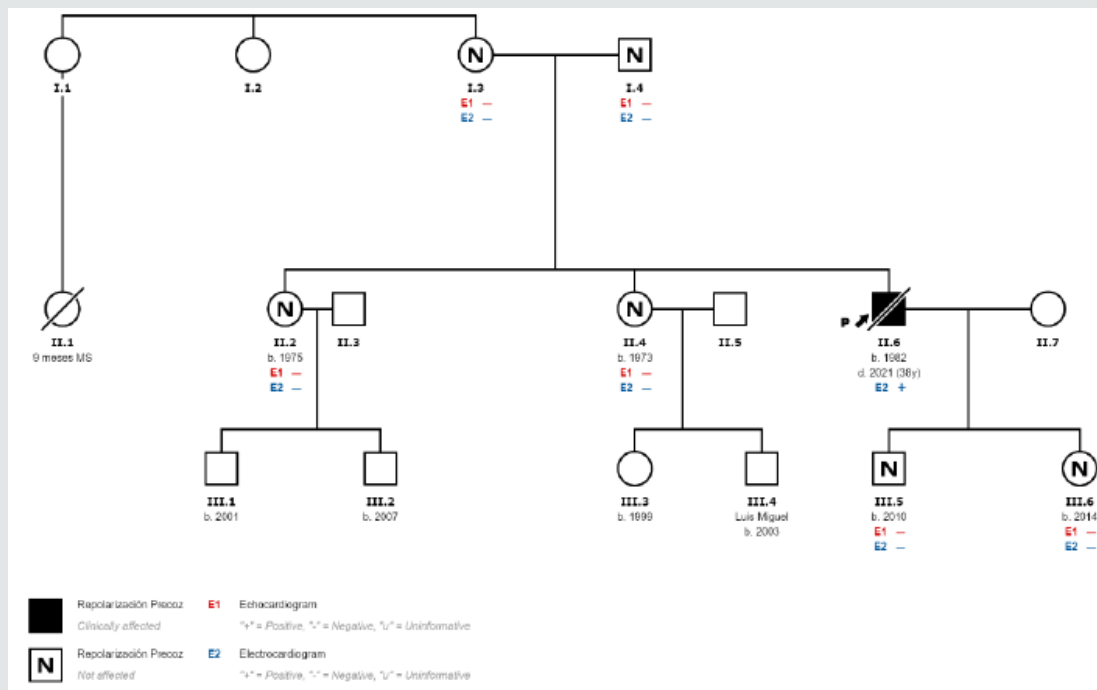 N
N
I.1
I.2
I.3
I.4
E1 –
E1 –
E2 –
E2 –
N
N
P
II.1
II.2
II.3
II.4
II.5
II.6
II.7
9 meses MS
b. 1975
b. 1973
b. 1982
E1 –
E1 –
d. 2021 (38y)
E2 –
E2 –
E2 +
N
N
III.1
III.2
III.3
III.4
III.5
III.6
b. 2001
b. 2007
b. 1999
Luis Miguel
b. 2010
b. 2014
b. 2003
E1 –
E1 –
E2 –
E2 –
Repolarización Precoz
E1
Echocardiogram
Clinically affected
"+" = Positive, "-" = Negative, "u" = Uninformative
N
Repolarización Precoz
E2
Electrocardiogram
Not affected
"+" = Positive, "-" = Negative, "u" = Uninformative